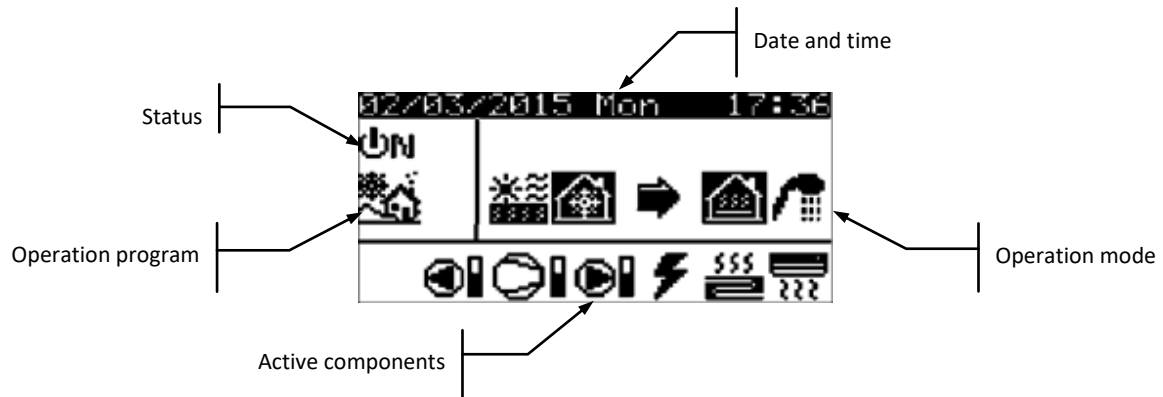 Date and time
02/03/2015 Mon 17:36
Status
ON
Operation program
Operation mode
Active components